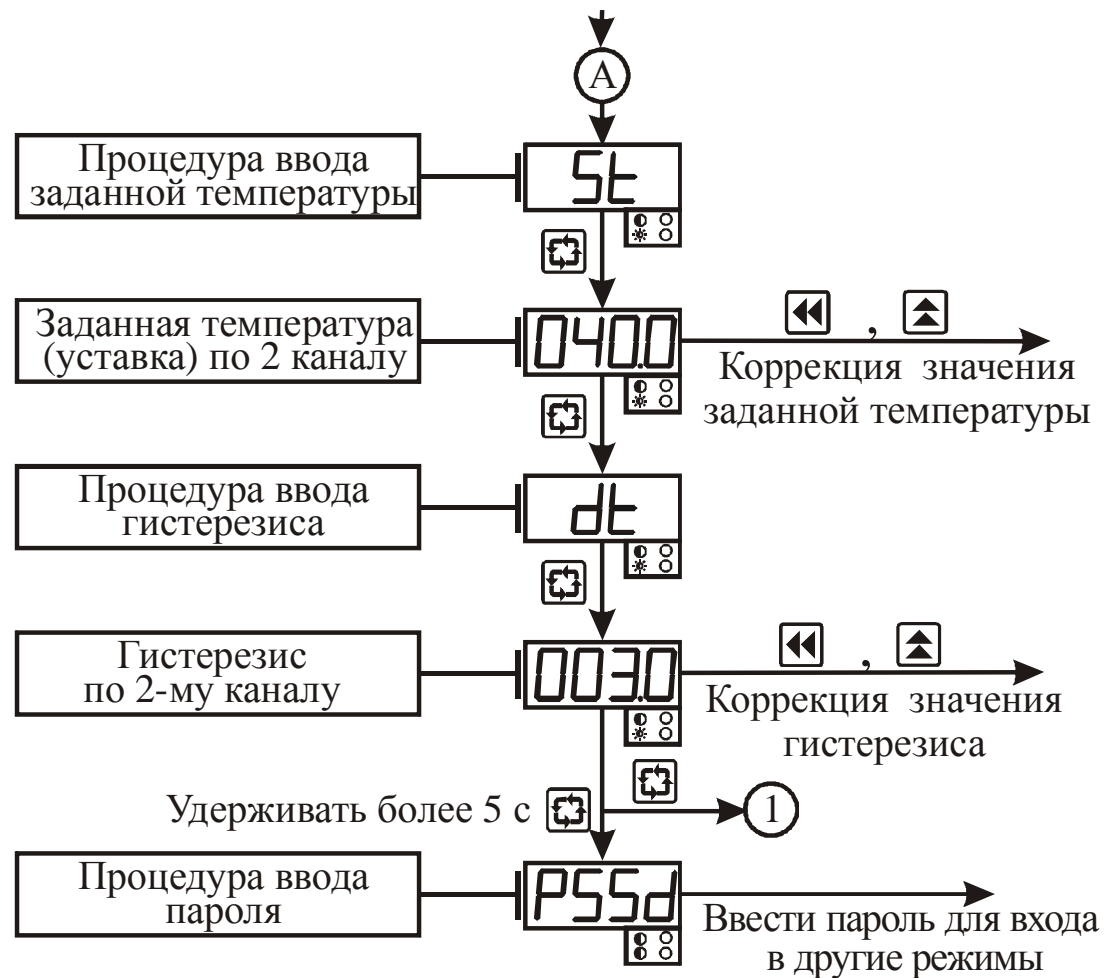 А
Процедура ввода
заданной температуры
St
Заданная температура
(уставка) по 2 каналу
040.0
,
Коррекция значения
заданной температуры
Процедура ввода
гистерезиса
dt
Гистерезис
по 2-му каналу
003.0
,
Коррекция значения
гистерезиса
Удерживать более 5 с
1
Процедура ввода
пароля
PSSd
Ввести пароль для входа
в другие режимы